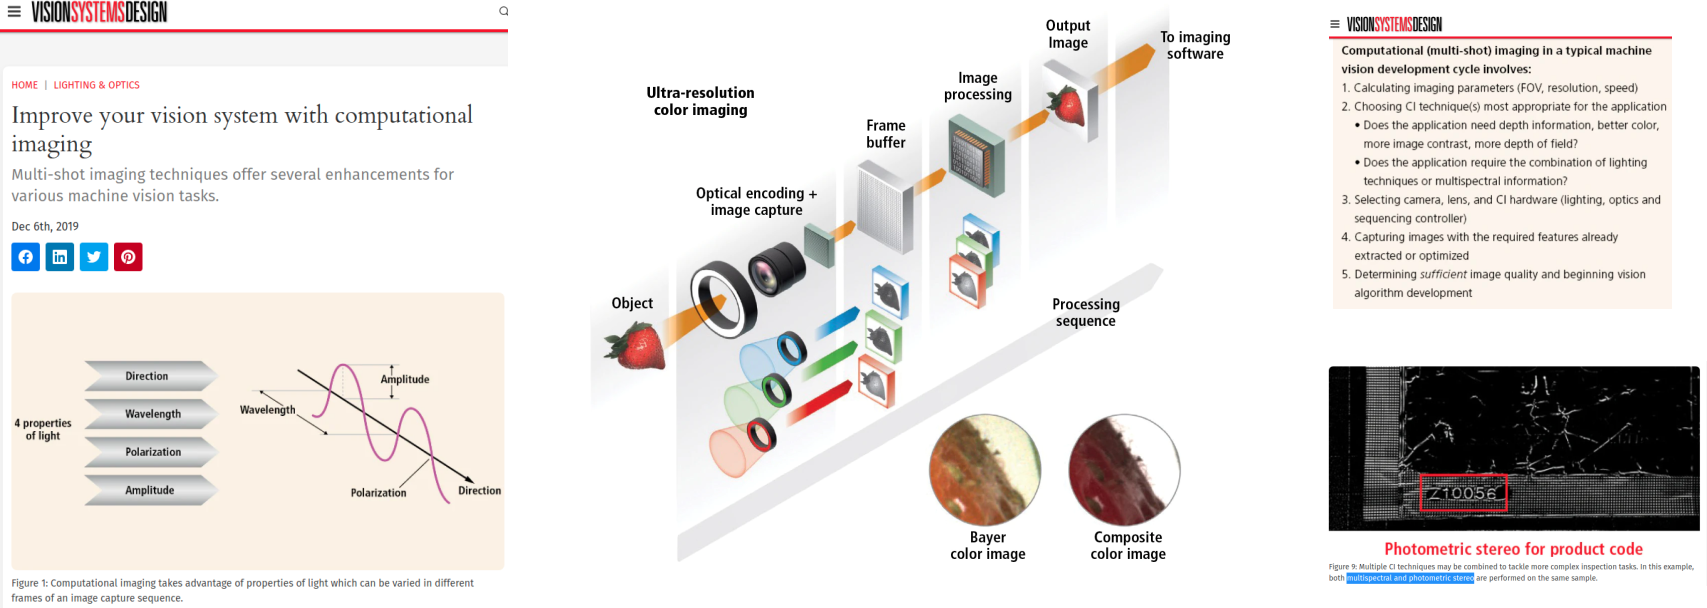 VISIONSYSTEMSDESIGN
HOME | LIGHTING & OPTICS
Improve your vision system with computational
imaging
Multi-shot imaging techniques offer several enhancements for
various machine vision tasks.
Dec 6th, 2019
4 properties
of light
Direction
Wavelength
Polarization
Amplitude
Amplitude
Wavelength
Polarization
Direction
Figure 1: Computational imaging takes advantage of properties of light which can be varied in different
frames of an image capture sequence.
Ultra-resolution
color imaging
Object
Optical encoding +
image capture
Frame
buffer
Image
processing
Output
Image
To imaging
software
Processing
sequence
Bayer
color image
Composite
color image
VISIONSYSTEMSDESIGN
Computational (multi-shot) imaging in a typical machine
vision development cycle involves:
1. Calculating imaging parameters (FOV, resolution, speed)
2. Choosing CI technique(s) most appropriate for the application
• Does the application need depth information, better color,
more image contrast, more depth of field?
• Does the application require the combination of lighting
techniques or multispectral information?
3. Selecting camera, lens, and CI hardware (lighting, optics and
sequencing controller)
4. Capturing images with the required features already
extracted or optimized
5. Determining sufficient image quality and beginning vision
algorithm development
Z10056
Photometric stereo for product code
Figure 9: Multiple CI techniques may be combined to tackle more complex inspection tasks. In this example,
both multispectral and photometric stereo are performed on the same sample.